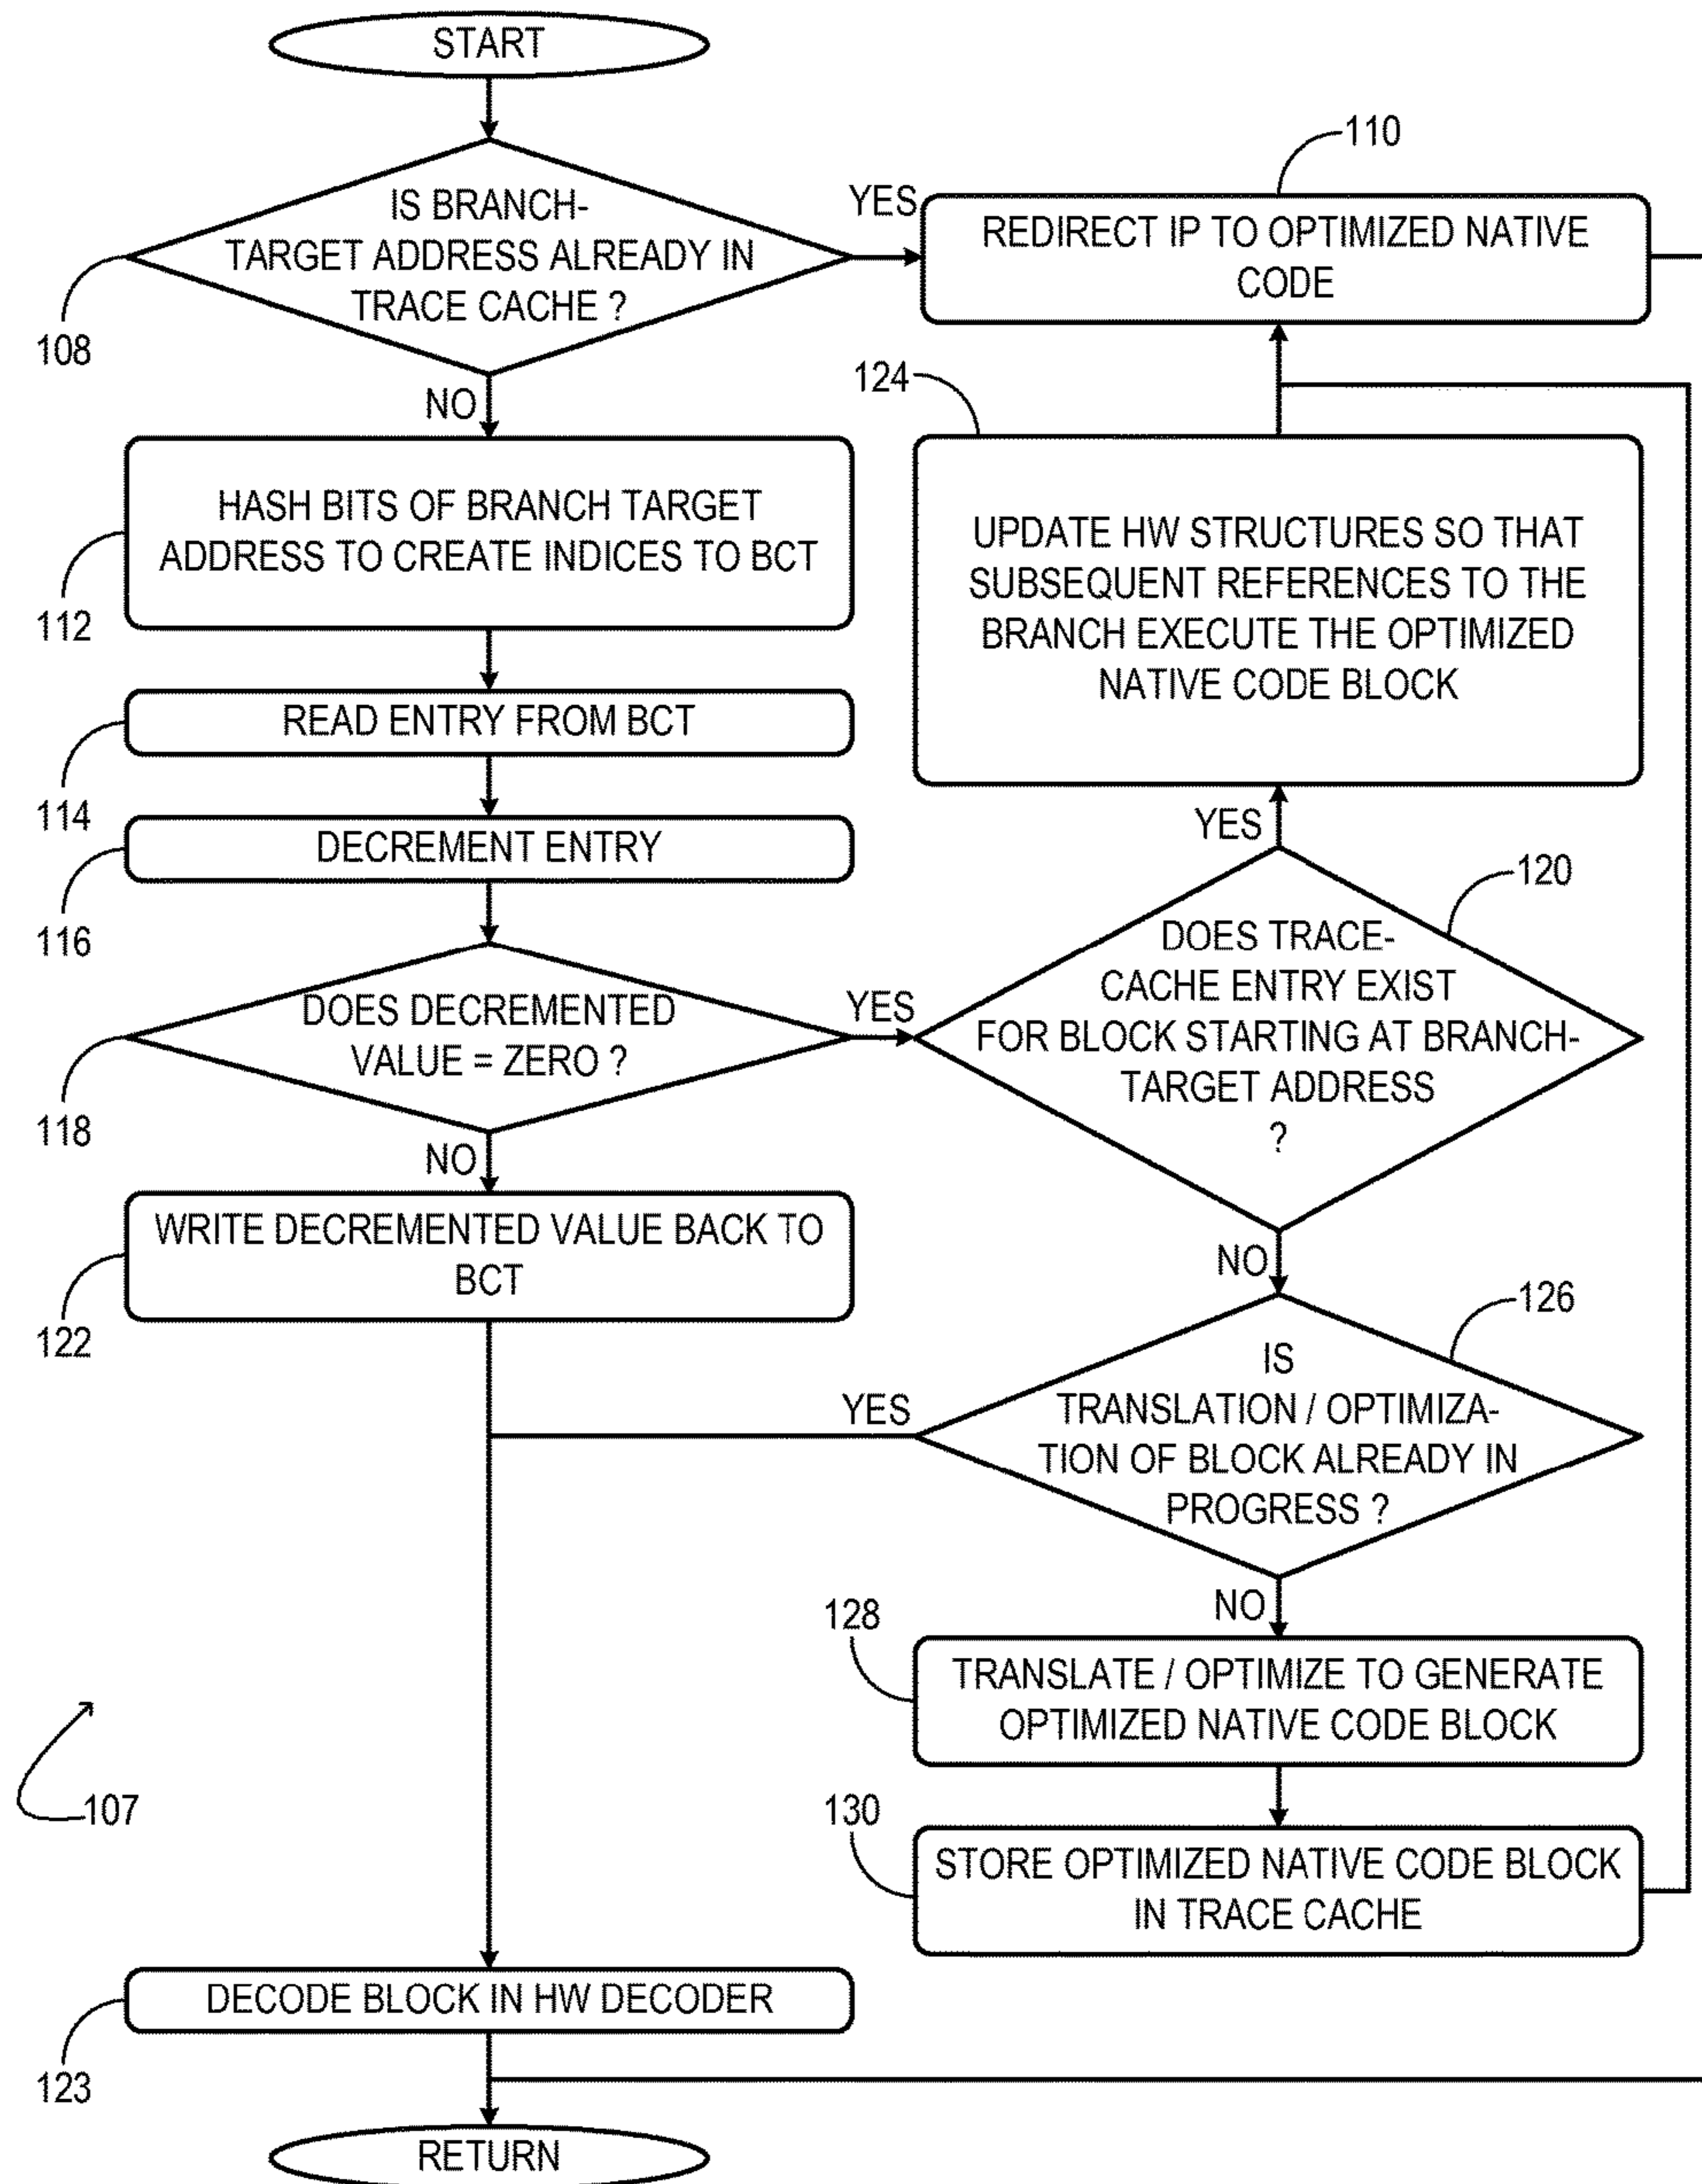 START
IS BRANCH-
TARGET ADDRESS ALREADY IN
TRACE CACHE ?
108
YES
110
REDIRECT IP TO OPTIMIZED NATIVE
CODE
NO
HASH BITS OF BRANCH TARGET
ADDRESS TO CREATE INDICES TO BCT
112
124
UPDATE HW STRUCTURES SO THAT
SUBSEQUENT REFERENCES TO THE
BRANCH EXECUTE THE OPTIMIZED
NATIVE CODE BLOCK
READ ENTRY FROM BCT
114
DECREMENT ENTRY
116
DOES DECREMENTED
VALUE = ZERO ?
118
YES
YES
120
DOES TRACE-
CACHE ENTRY EXIST
FOR BLOCK STARTING AT BRANCH-
TARGET ADDRESS
?
NO
WRITE DECREMENTED VALUE BACK TO
BCT
122
NO
126
IS
TRANSLATION / OPTIMIZA-
TION OF BLOCK ALREADY IN
PROGRESS ?
YES
NO
128
TRANSLATE / OPTIMIZE TO GENERATE
OPTIMIZED NATIVE CODE BLOCK
107
130
STORE OPTIMIZED NATIVE CODE BLOCK
IN TRACE CACHE
DECODE BLOCK IN HW DECODER
123
RETURN